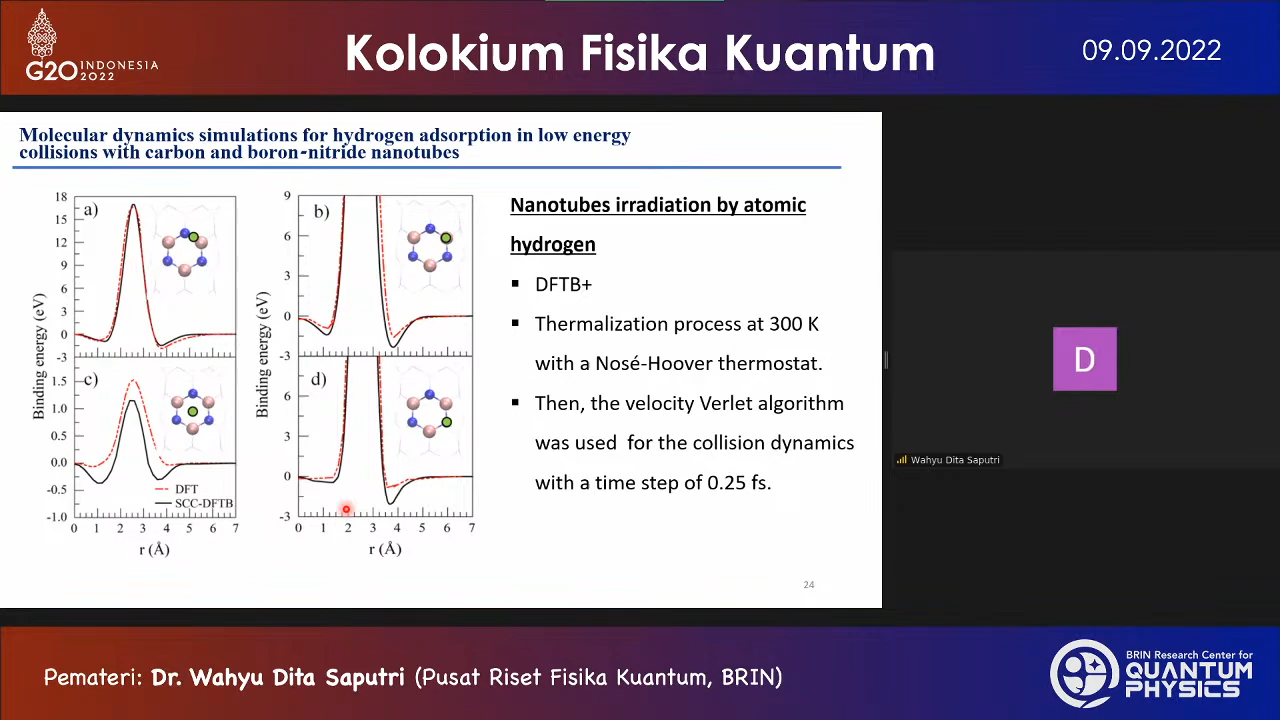 G20 INDONESIA 2022
Kolokium Fisika Kuantum
09.09.2022
Molecular dynamics simulations for hydrogen adsorption in low energy
collisions with carbon and boron-nitride nanotubes
a)
18
15
12
9
6
3
0
-3
b)
9
6
3
0
-3
c)
1.5
1.0
0.5
0.0
-0.5
-1.0
DFT
SCC-DFTB
d)
6
3
0
-3
Binding energy (eV)
Binding energy (eV)
0 1 2 3 4 5 6 7
0 1 2 3 4 5 6 7
r (Å)
r (Å)
Nanotubes irradiation by atomic
hydrogen
▪ DFTB+
▪ Thermalization process at 300 K
with a Nosé-Hoover thermostat.
▪ Then, the velocity Verlet algorithm
was used for the collision dynamics
with a time step of 0.25 fs.
24
D
Wahyu Dita Saputri
Pemateri: Dr. Wahyu Dita Saputri (Pusat Riset Fisika Kuantum, BRIN)
BRIN Research Center for
QUANTUM
PHYSICS